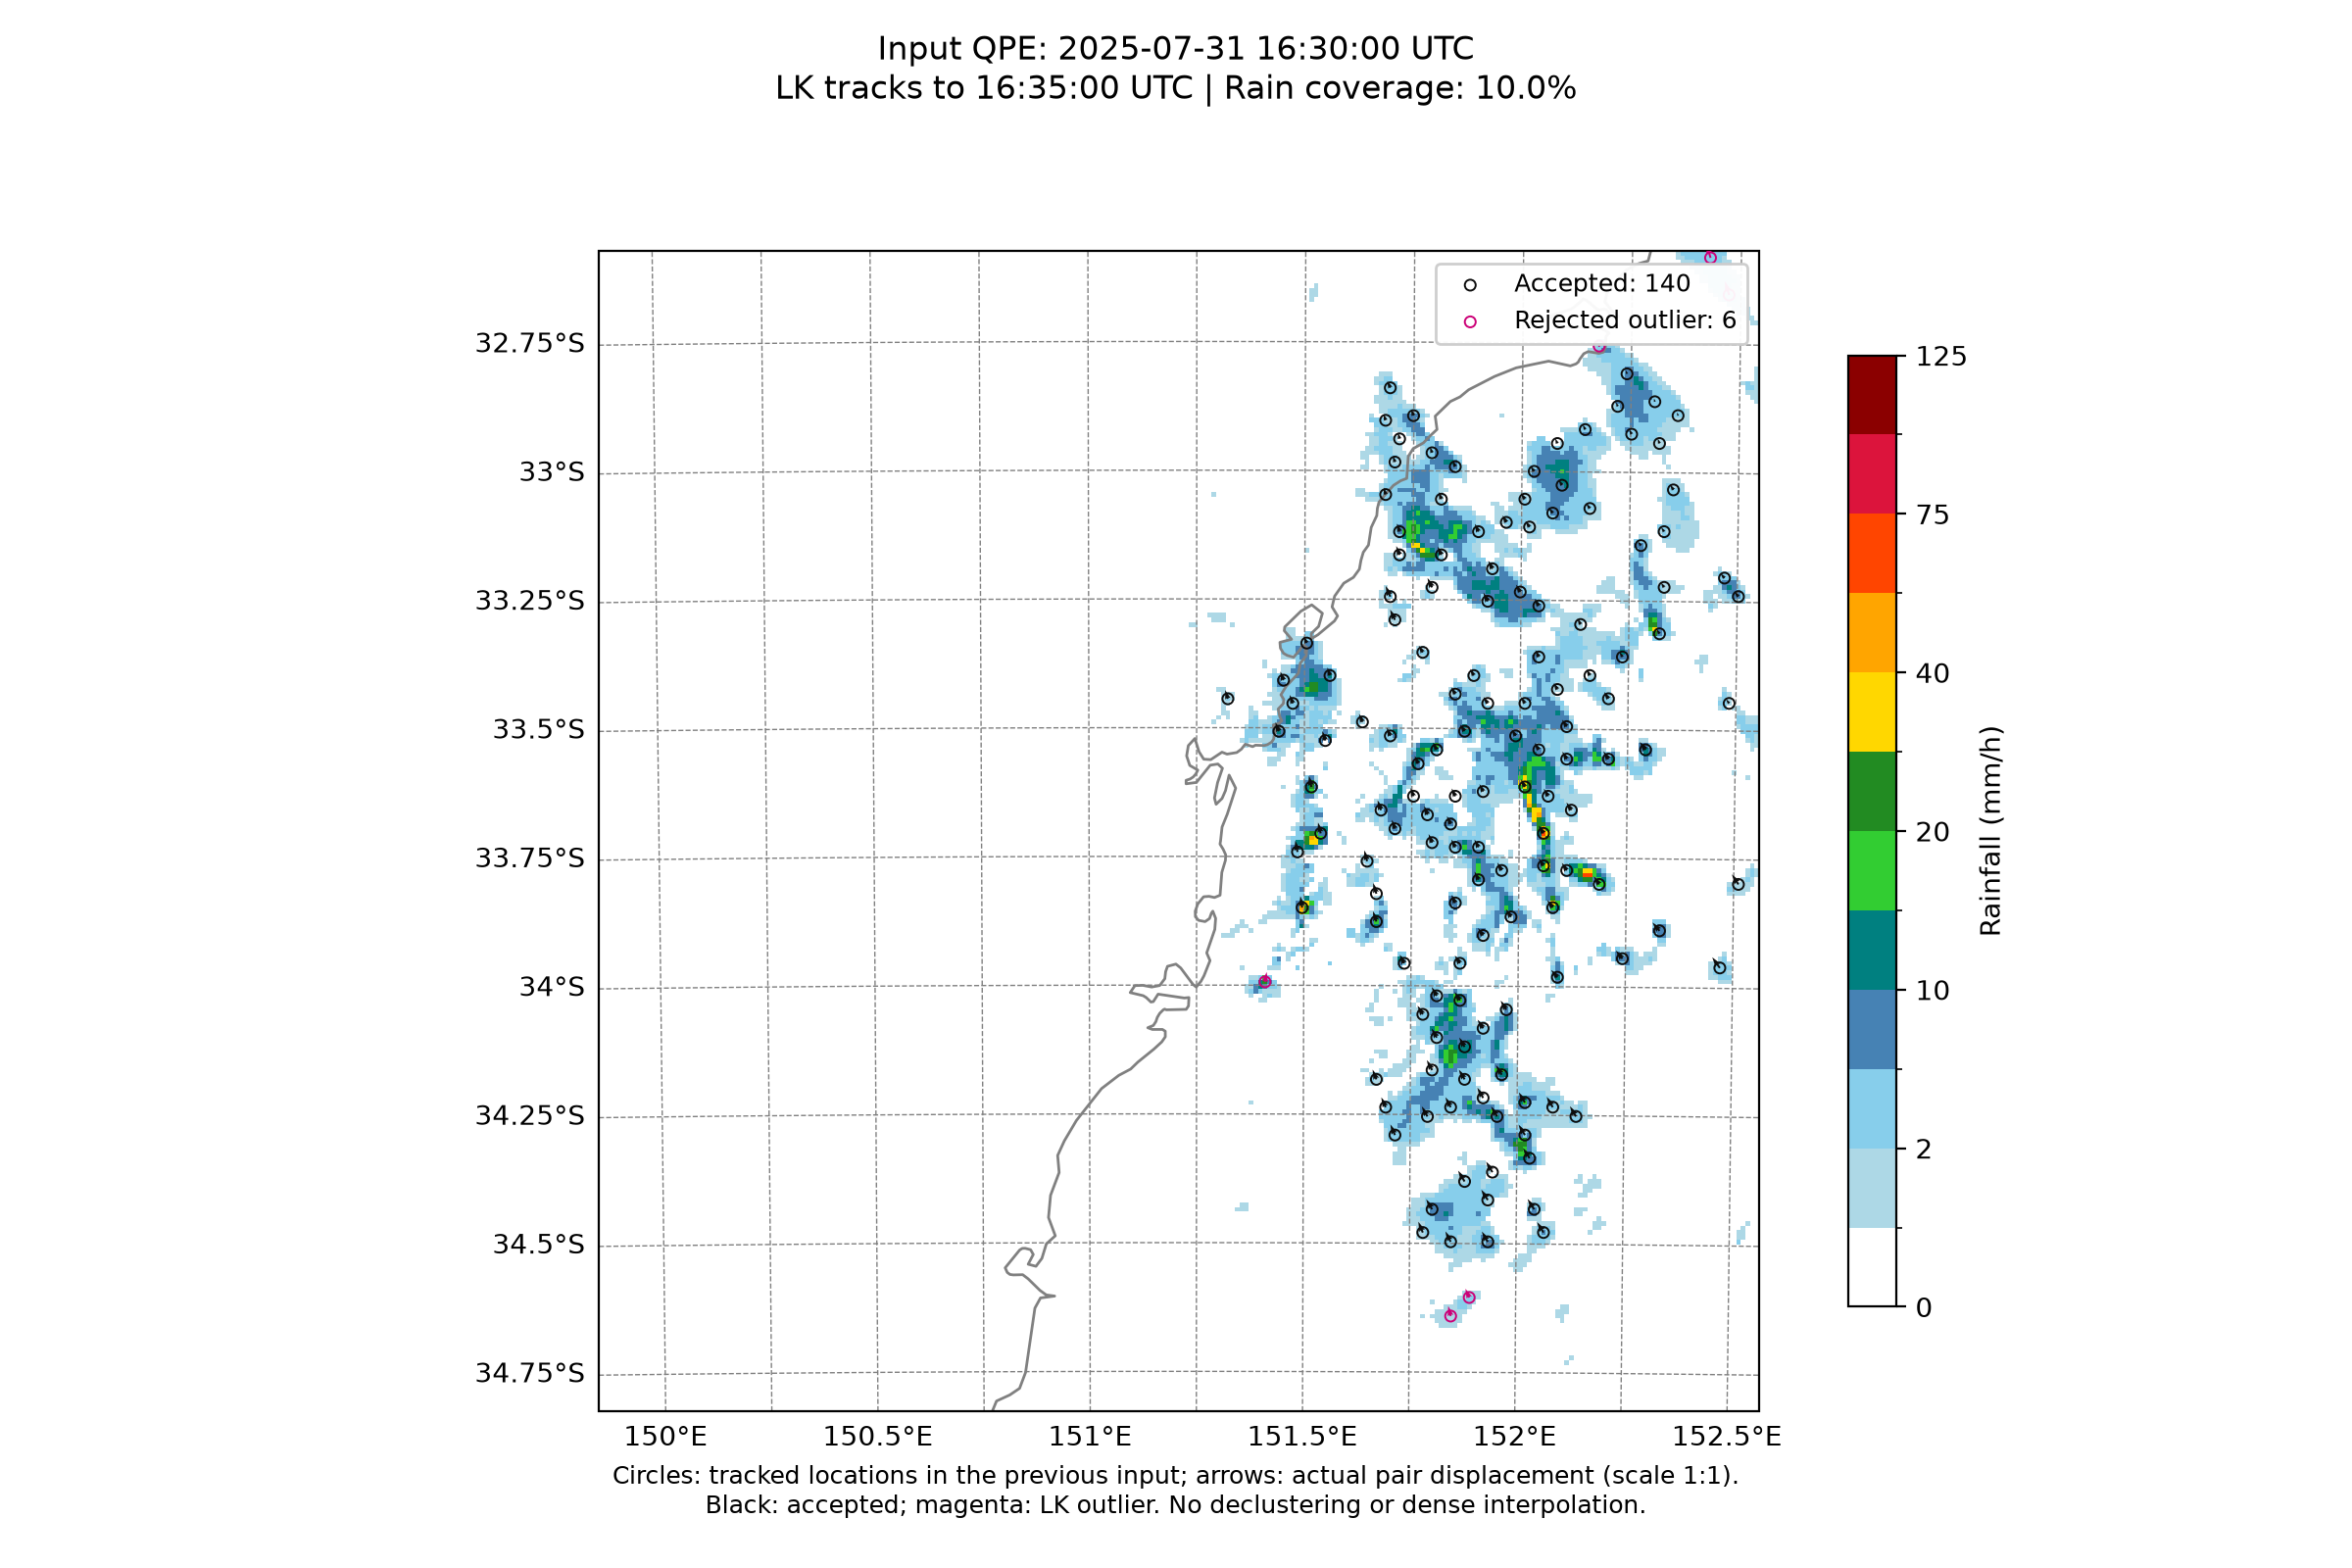 Input QPE: 2025-07-31 16:30:00 UTC
LK tracks to 16:35:00 UTC | Rain coverage: 10.0%
Accepted: 140
Rejected outlier: 6
32.75°S
33°S
33.25°S
33.5°S
33.75°S
34°S
34.25°S
34.5°S
34.75°S
150°E
150.5°E
151°E
151.5°E
152°E
152.5°E
125
75
40
20
10
2
0
Rainfall (mm/h)
Circles: tracked locations in the previous input; arrows: actual pair displacement (scale 1:1).
Black: accepted; magenta: LK outlier. No declustering or dense interpolation.